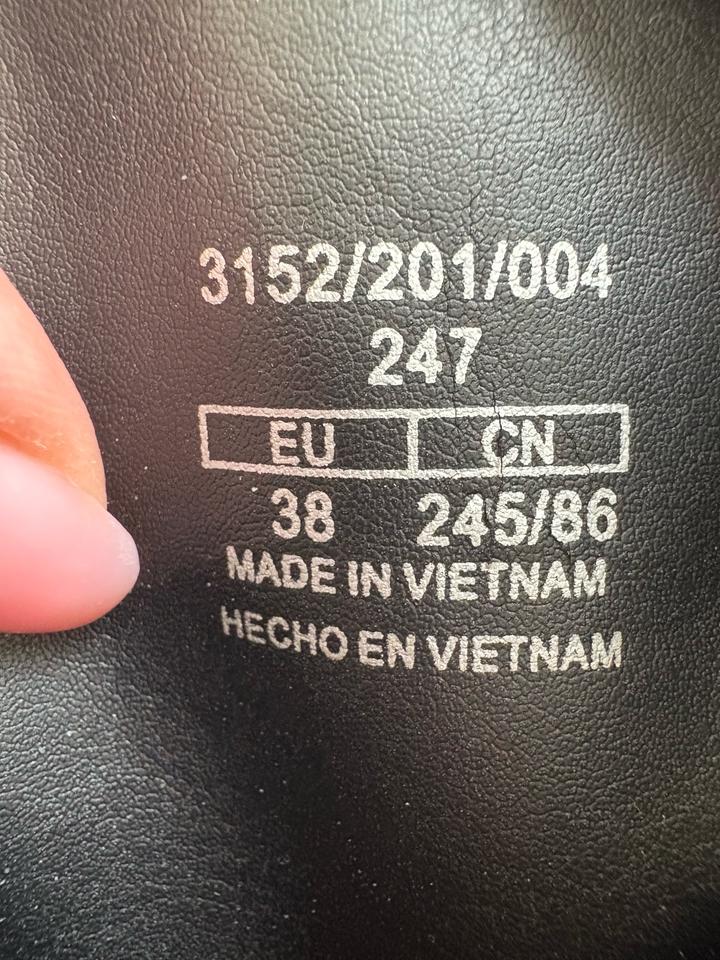 3152/201/004
247
EU CN
38 245/86
MADE IN VIETNAM
HECHO EN VIETNAM